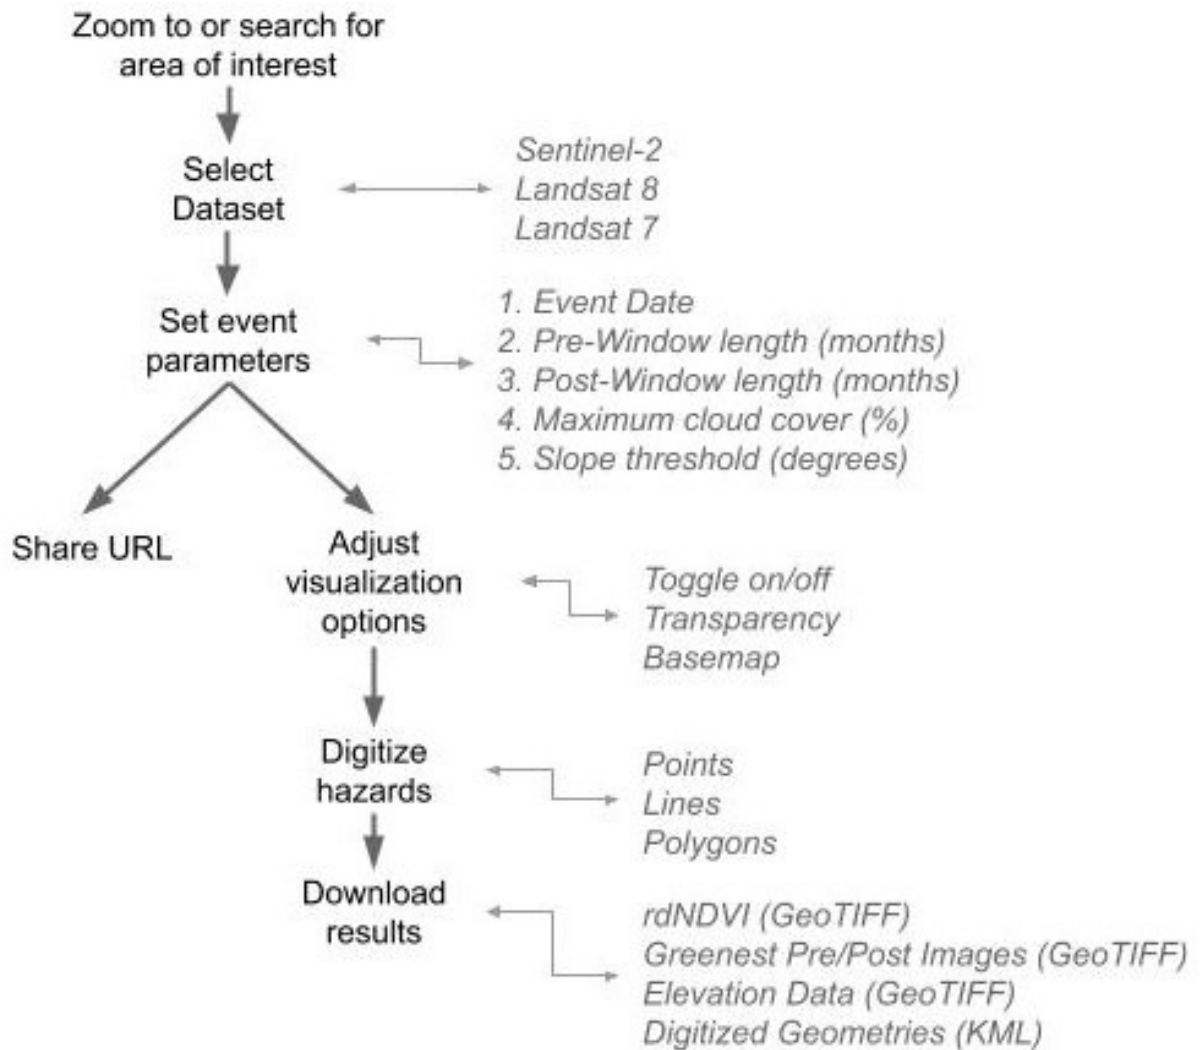 Zoom to or search for
area of interest
Select
Dataset
Sentinel-2
Landsat 8
Landsat 7
Set event
parameters
1. Event Date
2. Pre-Window length (months)
3. Post-Window length (months)
4. Maximum cloud cover (%)
5. Slope threshold (degrees)
Share URL
Adjust
visualization
options
Toggle on/off
Transparency
Basemap
Digitize
hazards
Points
Lines
Polygons
Download
results
rdNDVI (GeoTIFF)
Greenest Pre/Post Images (GeoTIFF)
Elevation Data (GeoTIFF)
Digitized Geometries (KML)